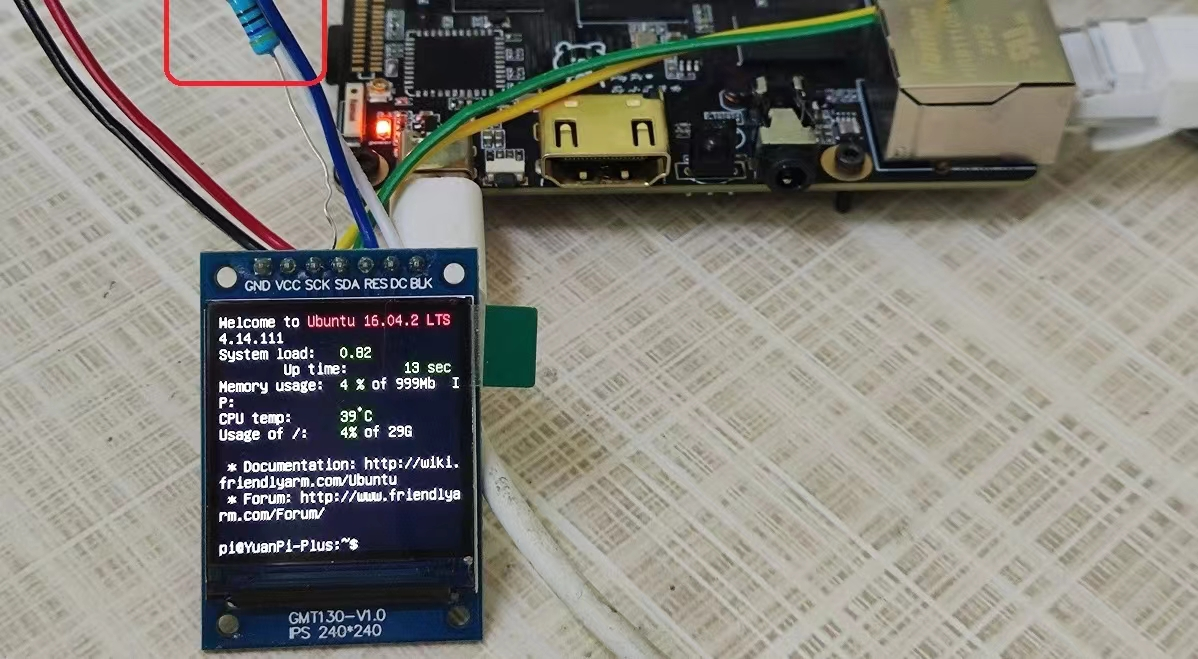 GND VCC SCK SDA RES DC BLK
Welcome to Ubuntu 16.04.2 LTS
4.14.111
System load: 0.82
Up time: 13 sec
Memory usage: 4 % of 999Mb I
P:
CPU temp: 39°C
Usage of /: 4% of 29G
* Documentation: http://wiki.
friendlyarm.com/Ubuntu
* Forum: http://www.friendlya
rm.com/Forum/
pi@YuanPi-Plus:~$
GMT130-V1.0
IPS 240*240